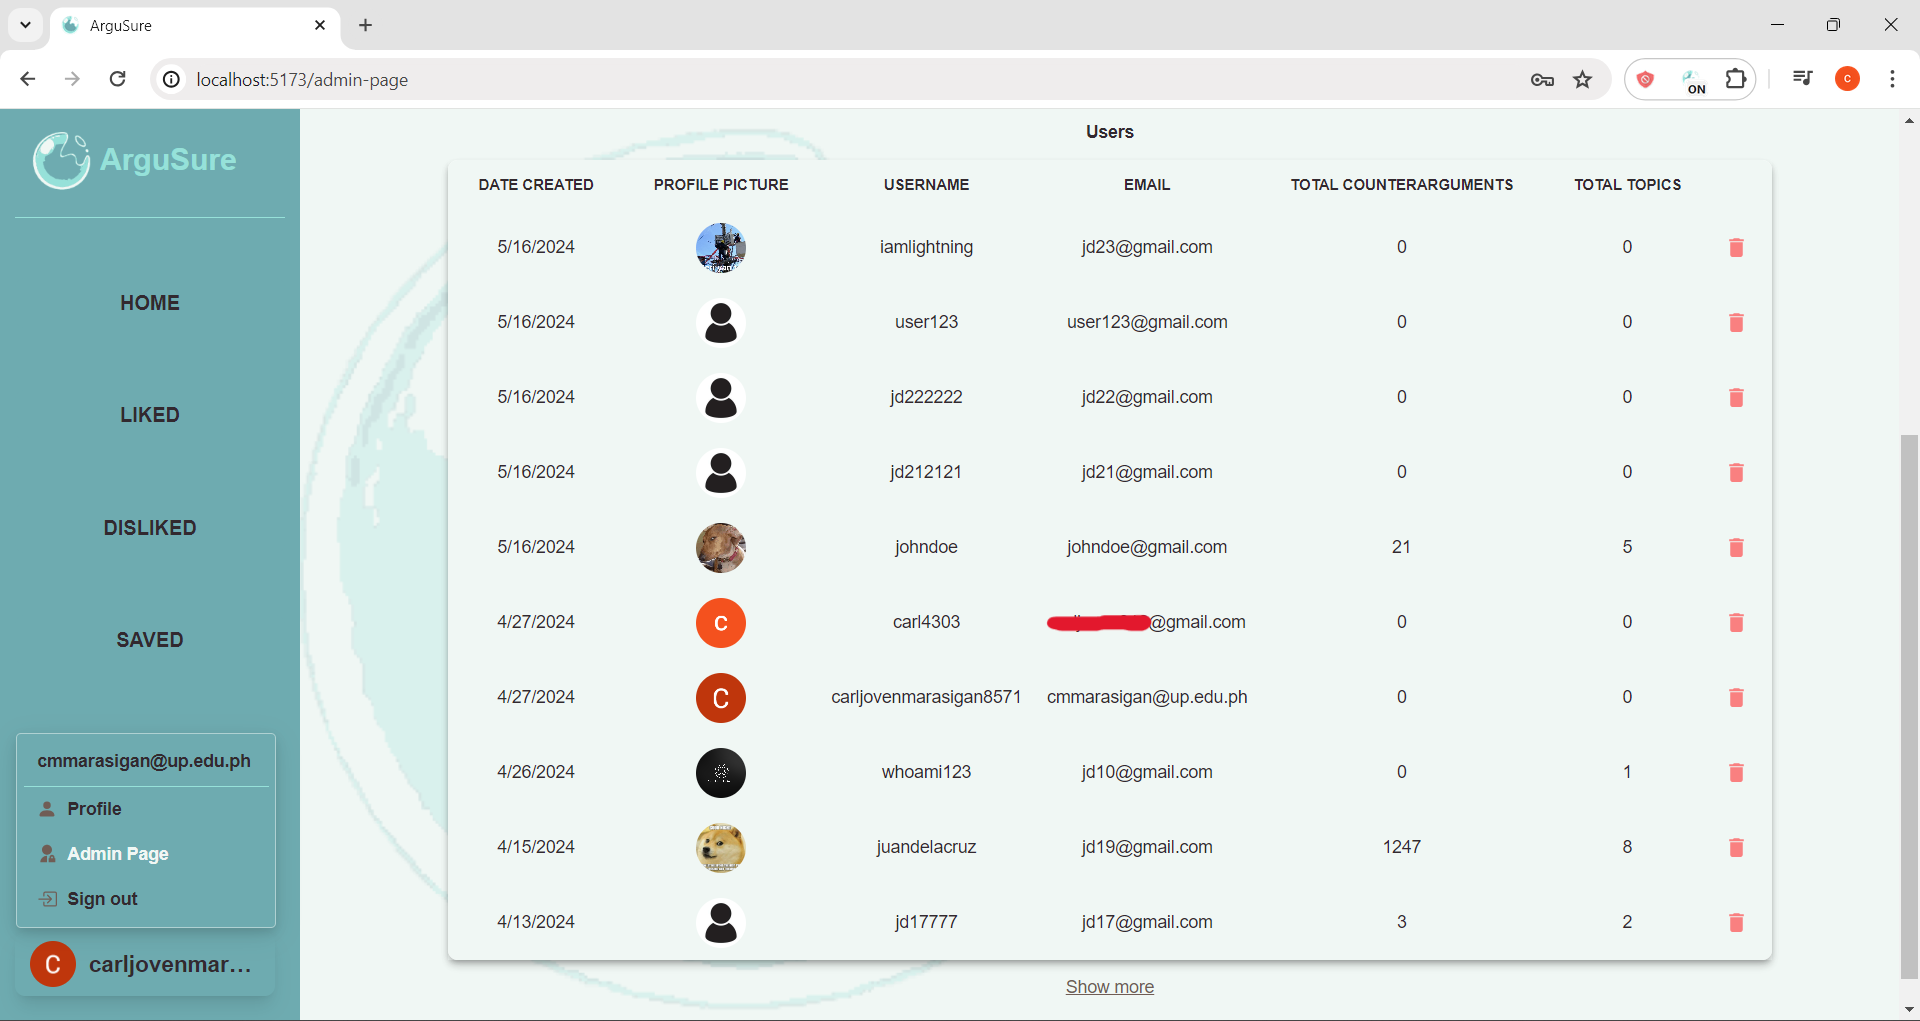 ArguSure
localhost:5173/admin-page
ON
C
ArguSure
HOME
LIKED
DISLIKED
SAVED
cmmarasigan@up.edu.ph
Profile
Admin Page
Sign out
C carljovenmar...
Users
DATE CREATED PROFILE PICTURE USERNAME EMAIL TOTAL COUNTERARGUMENTS TOTAL TOPICS
5/16/2024 iamlightning jd23@gmail.com 0 0
5/16/2024 user123 user123@gmail.com 0 0
5/16/2024 jd222222 jd22@gmail.com 0 0
5/16/2024 jd212121 jd21@gmail.com 0 0
5/16/2024 johndoe johndoe@gmail.com 21 5
4/27/2024 C carl4303 @gmail.com 0 0
4/27/2024 C carljovenmarasigan8571 cmmarasigan@up.edu.ph 0 0
4/26/2024 whoami123 jd10@gmail.com 0 1
4/15/2024 juandelacruz jd19@gmail.com 1247 8
4/13/2024 jd17777 jd17@gmail.com 3 2
Show more